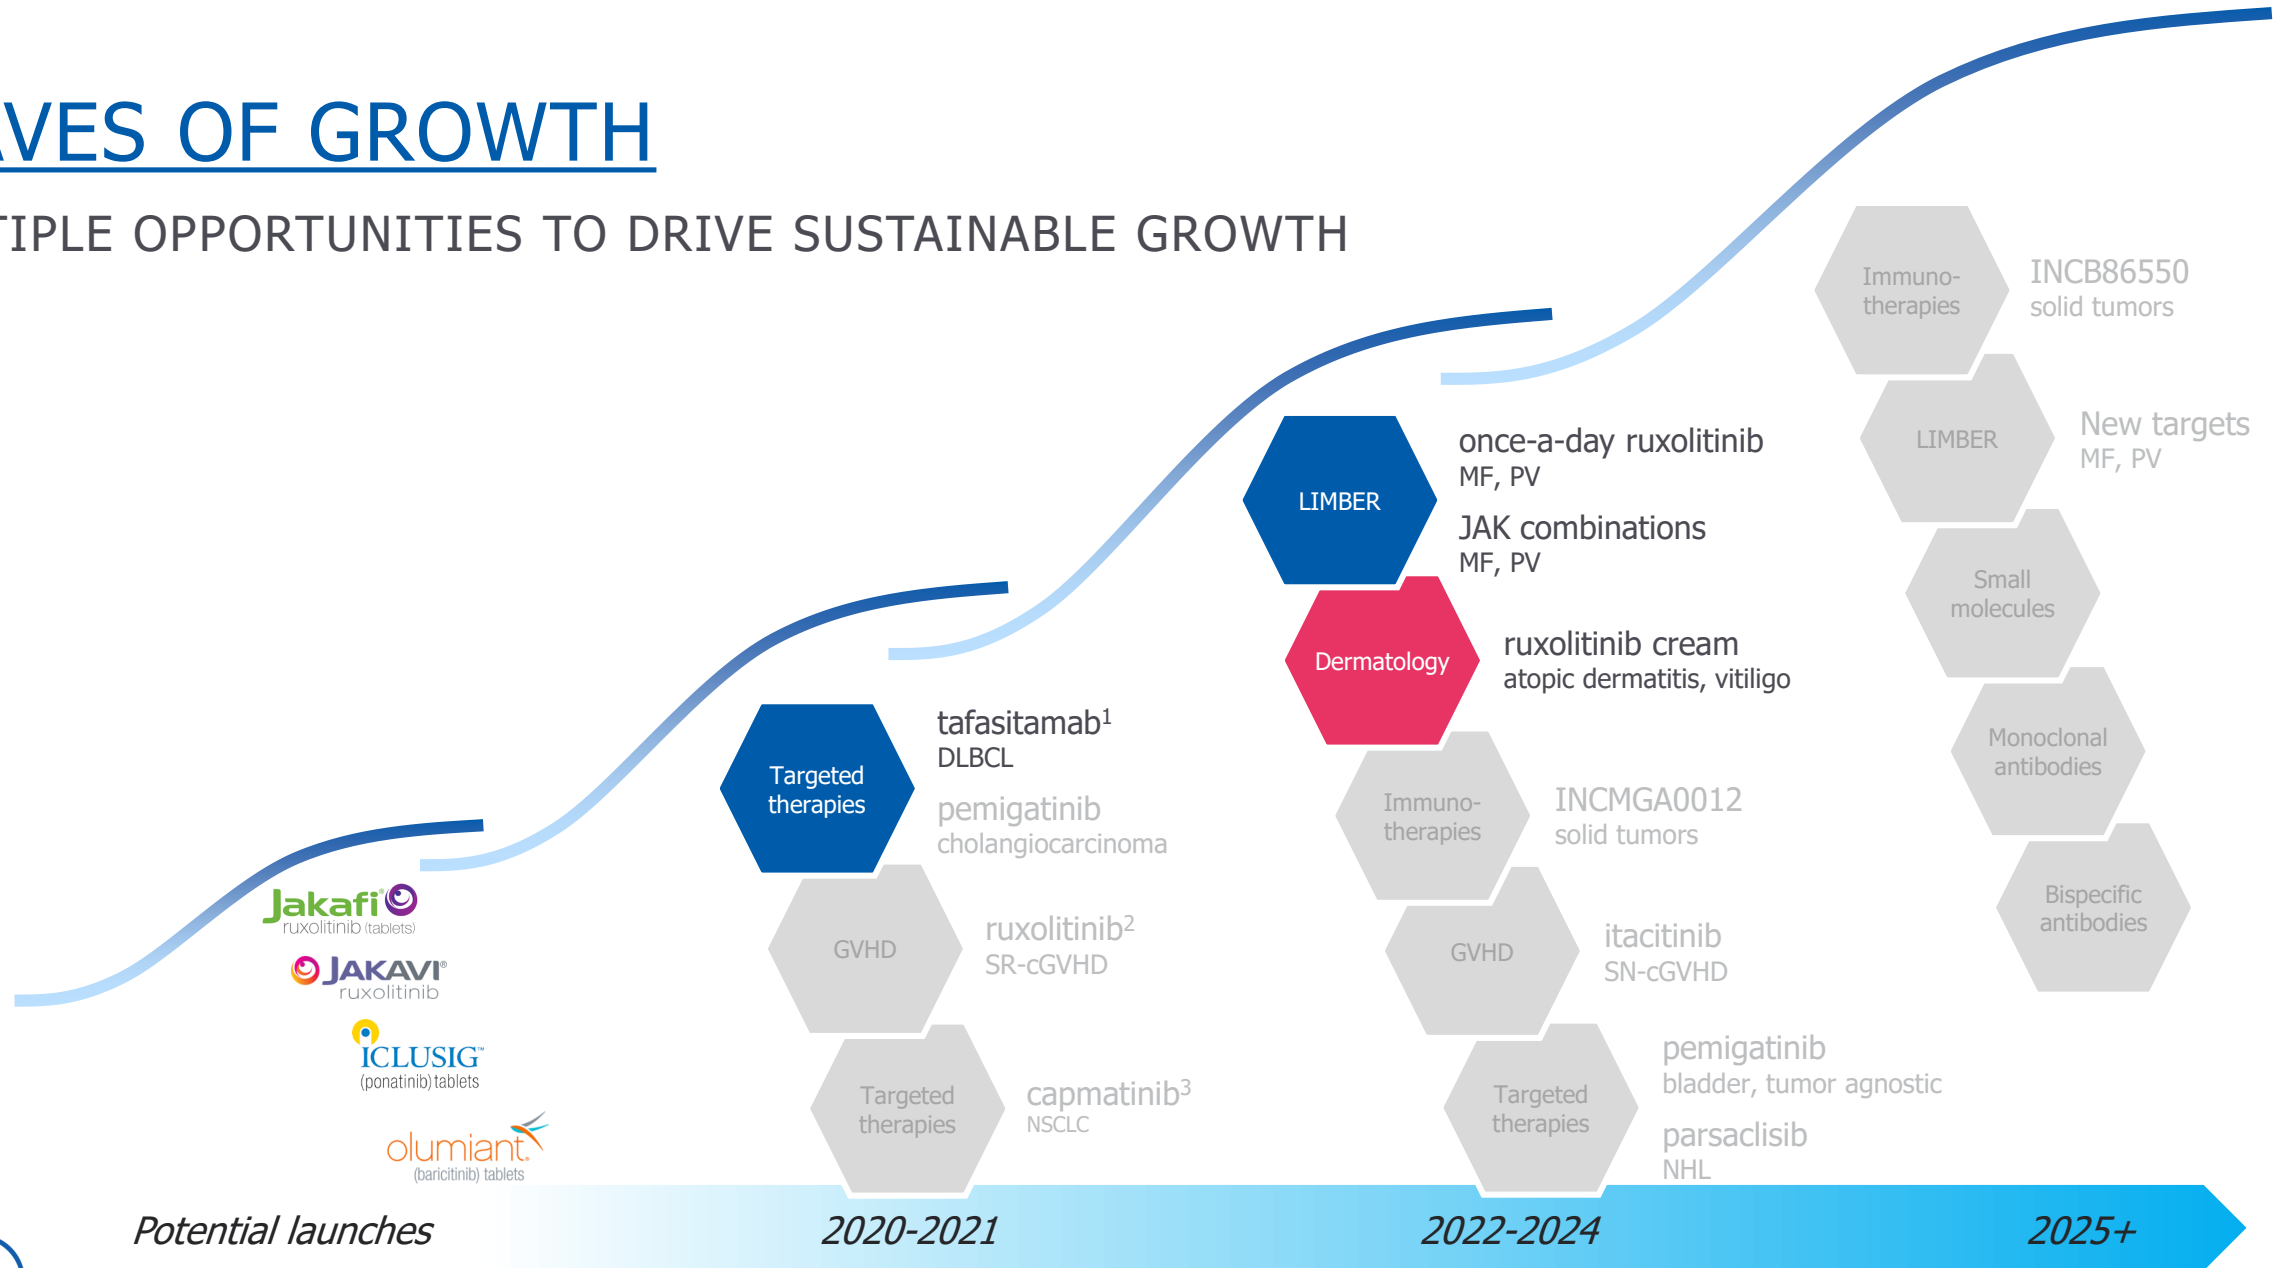 AVES OF GROWTH
TIPLE OPPORTUNITIES TO DRIVE SUSTAINABLE GROWTH
Jakafi®
ruxolitinib (tablets)
JAKAVI®
ruxolitinib
ICLUSIG™
(ponatinib) tablets
olumiant®
(baricitinib) tablets
Targeted
therapies
tafasitamab¹
DLBCL
pemigatinib
cholangiocarcinoma
GVHD
ruxolitinib²
SR-cGVHD
Targeted
therapies
capmatinib³
NSCLC
LIMBER
once-a-day ruxolitinib
MF, PV
JAK combinations
MF, PV
Dermatology
ruxolitinib cream
atopic dermatitis, vitiligo
Immuno-
therapies
INCMGA0012
solid tumors
GVHD
itacitinib
SN-cGVHD
Targeted
therapies
pemigatinib
bladder, tumor agnostic
parsaclisib
NHL
Immuno-
therapies
INCB86550
solid tumors
LIMBER
New targets
MF, PV
Small
molecules
Monoclonal
antibodies
Bispecific
antibodies
Potential launches
2020-2021
2022-2024
2025+